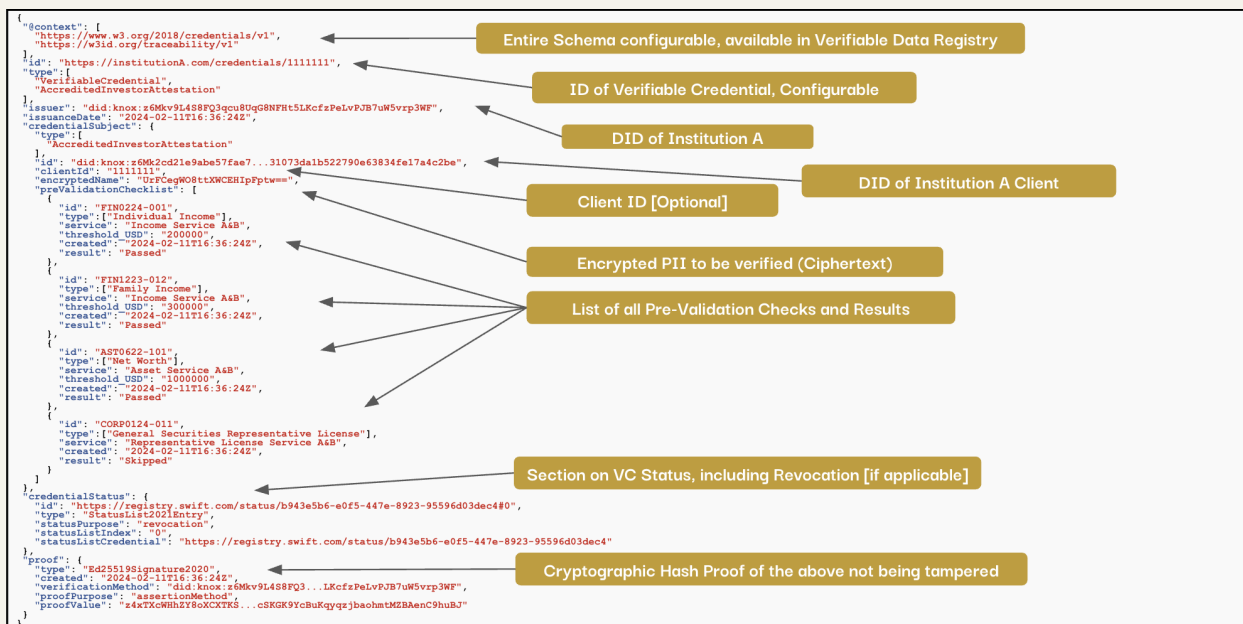 {
"@context": [
"https://www.w3.org/2018/credentials/v1",
"https://w3id.org/traceability/v1"
],
"id": "https://institutionA.com/credentials/1111111",
"type":[
"VerifiableCredential",
"AccreditedInvestorAttestation"
],
"issuer": "did:knox:z6Mkv9L4S8FQ3qcu8UqG8NFHt5LKcfzPeLvPJB7uW5vrp3WF",
"issuanceDate": "2024-02-11T16:36:24Z",
"credentialSubject": {
"type":[
"AccreditedInvestorAttestation"
],
"id": "did:knox:z6Mk2cd21e9abe57fae7...31073da1b522790e63834fe17a4c2be",
"clientId": "1111111",
"encryptedName": "UrFCegWO8ttXWCEHIpFptw==",
"preValidationChecklist": [
{
"id": "FIN0224-001",
"type":["Individual Income"],
"service": "Income Service A&B",
"threshold_USD": "200000",
"created": "2024-02-11T16:36:24Z",
"result": "Passed"
},
{
"id": "FIN1223-012",
"type":["Family Income"],
"service": "Income Service A&B",
"threshold_USD": "300000",
"created": "2024-02-11T16:36:24Z",
"result": "Passed"
},
{
"id": "AST0622-101",
"type":["Net Worth"],
"service": "Asset Service A&B",
"threshold_USD": "1000000",
"created": "2024-02-11T16:36:24Z",
"result": "Passed"
},
{
"id": "CORP0124-011",
"type":["General Securities Representative License"],
"service": "Representative License Service A&B",
"created": "2024-02-11T16:36:24Z",
"result": "Skipped"
}
]
},
"credentialStatus": {
"id": "https://registry.swift.com/status/b943e5b6-e0f5-447e-8923-95596d03dec4#0",
"type": "StatusList2021Entry",
"statusPurpose": "revocation",
"statusListIndex": "0",
"statusListCredential": "https://registry.swift.com/status/b943e5b6-e0f5-447e-8923-95596d03dec4"
},
"proof": {
"type": "Ed25519Signature2020",
"created": "2024-02-11T16:36:24Z",
"verificationMethod": "did:knox:z6Mkv9L4S8FQ3...LKcfzPeLvPJB7uW5vrp3WF",
"proofPurpose": "assertionMethod",
"proofValue": "z4xTXcWHhZY8oXCXTKS...cSKGK9YcBuKqyqzjbaohmtMZBAenC9huBJ"
}
}
Entire Schema configurable, available in Verifiable Data Registry
ID of Verifiable Credential, Configurable
DID of Institution A
DID of Institution A Client
Client ID [Optional]
Encrypted PII to be verified (Ciphertext)
List of all Pre-Validation Checks and Results
Section on VC Status, including Revocation [if applicable]
Cryptographic Hash Proof of the above not being tampered